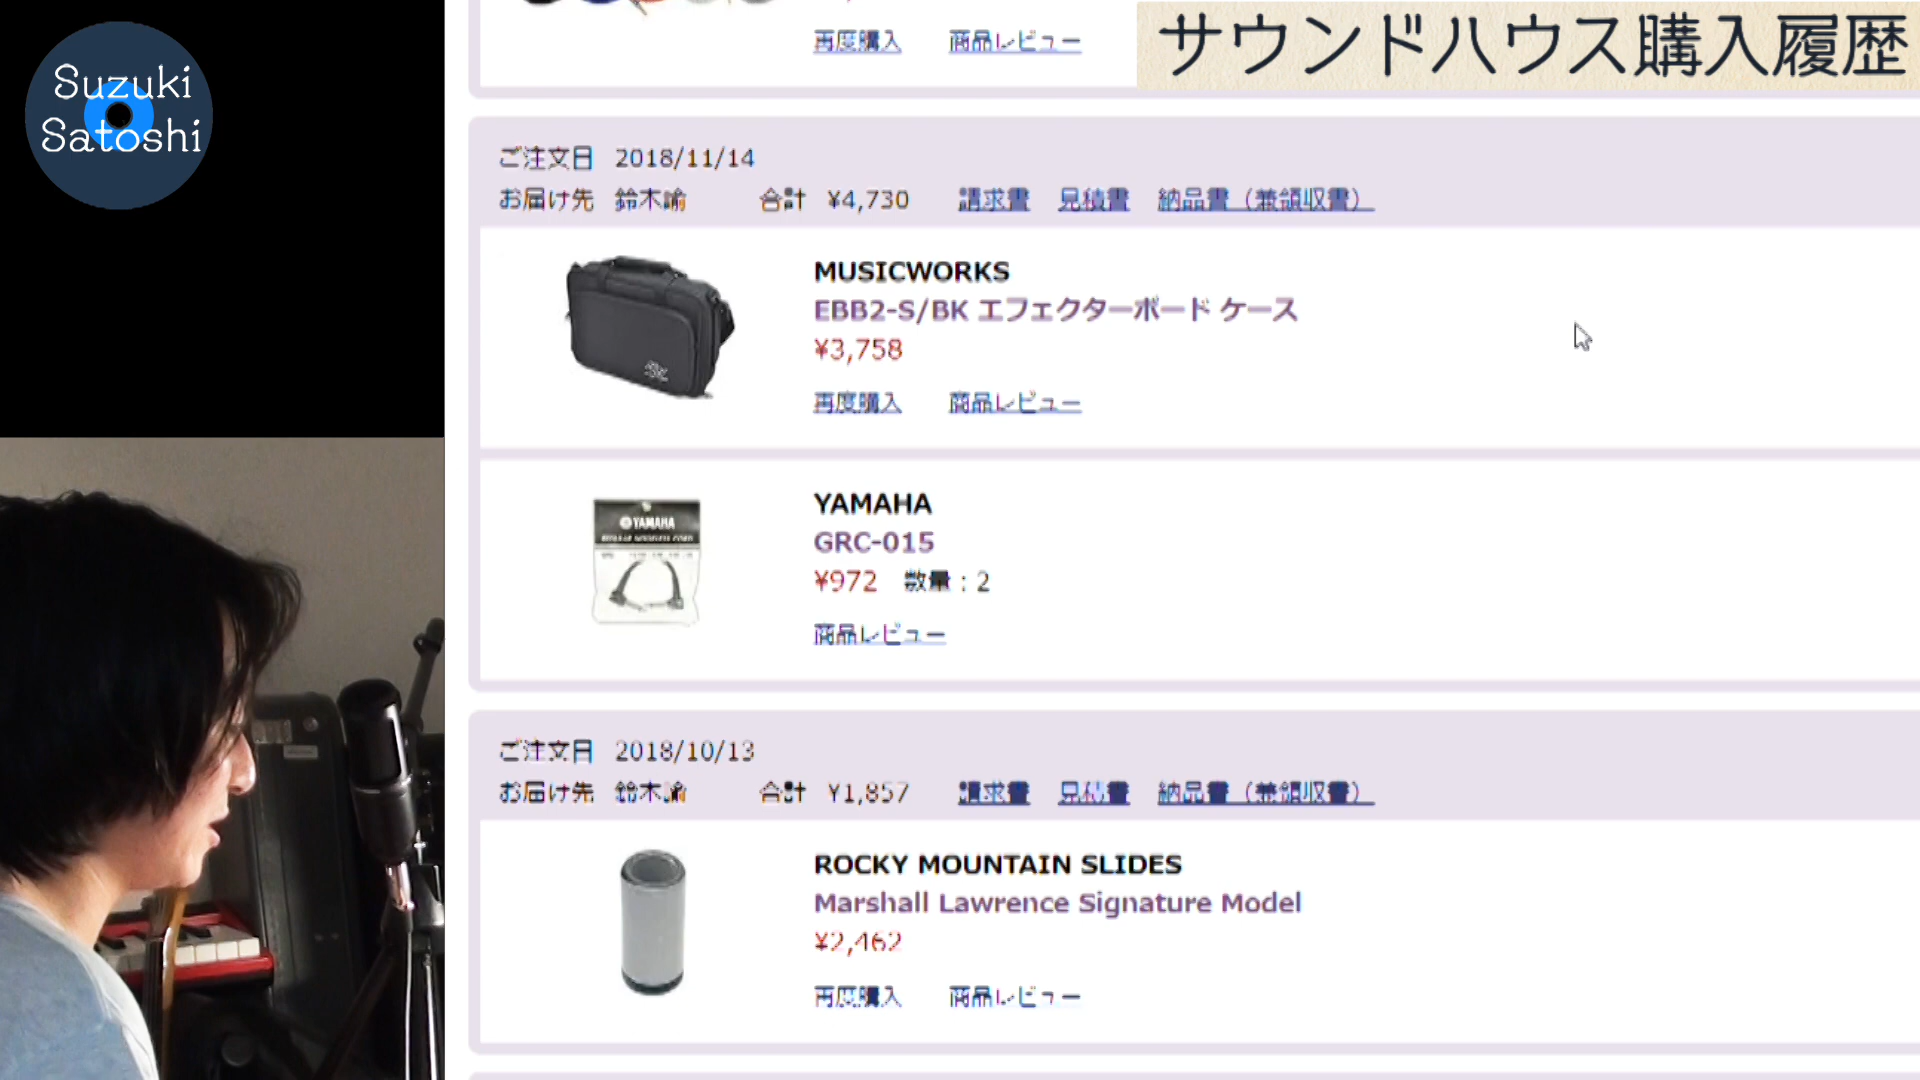 Suzuki
Satoshi
サウンドハウス購入履歴
再度購入 商品レビュー
ご注文日 2018/11/14
お届け先 鈴木諭 合計 ¥4,730 請求書 見積書 納品書（兼領収書）
MUSICWORKS
EBB2-S/BK エフェクターボード ケース
¥3,758
再度購入 商品レビュー
YAMAHA
YAMAHA
GRC-015
¥972 数量：2
商品レビュー
ご注文日 2018/10/13
お届け先 鈴木諭 合計 ¥1,857 請求書 見積書 納品書（兼領収書）
ROCKY MOUNTAIN SLIDES
Marshall Lawrence Signature Model
¥2,462
再度購入 商品レビュー